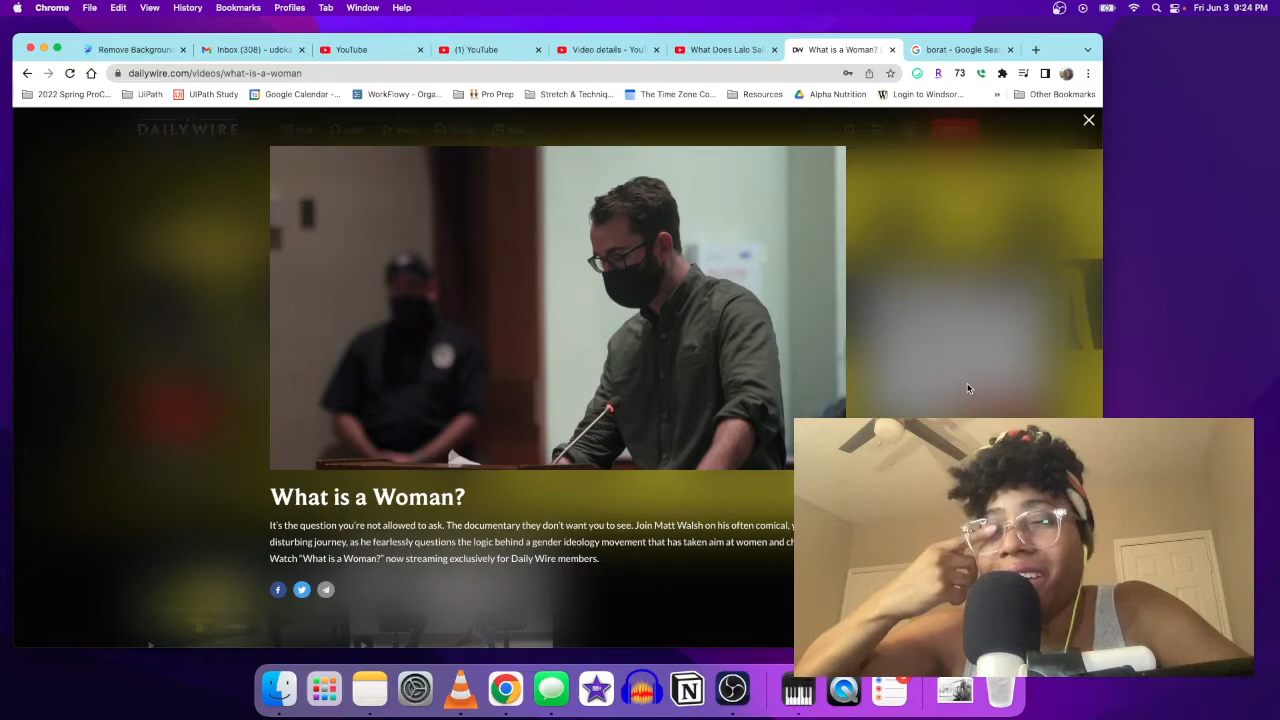 Chrome File Edit View History Bookmarks Profiles Tab Window Help
Fri Jun 3 9:24 PM
Remove Backgroun
Inbox (308) - udoka
YouTube
(1) YouTube
Video details - You
What Does Lalo Sal
DW What is a Woman?
borat - Google Sea
dailywire.com/videos/what-is-a-woman
73
2022 Spring ProC...
UiPath
UIPath Study
Google Calendar -...
WorkFlowy - Orga...
Pro Prep
Stretch & Techniq...
The Time Zone Co...
Resources
Alpha Nutrition
Login to Windsor...
»
Other Bookmarks
DAILY WIRE
What is a Woman?
It's the question you're not allowed to ask. The documentary they don't want you to see. Join Matt Walsh on his often comical,
disturbing journey, as he fearlessly questions the logic behind a gender ideology movement that has taken aim at women and ch
Watch "What is a Woman?" now streaming exclusively for Daily Wire members.